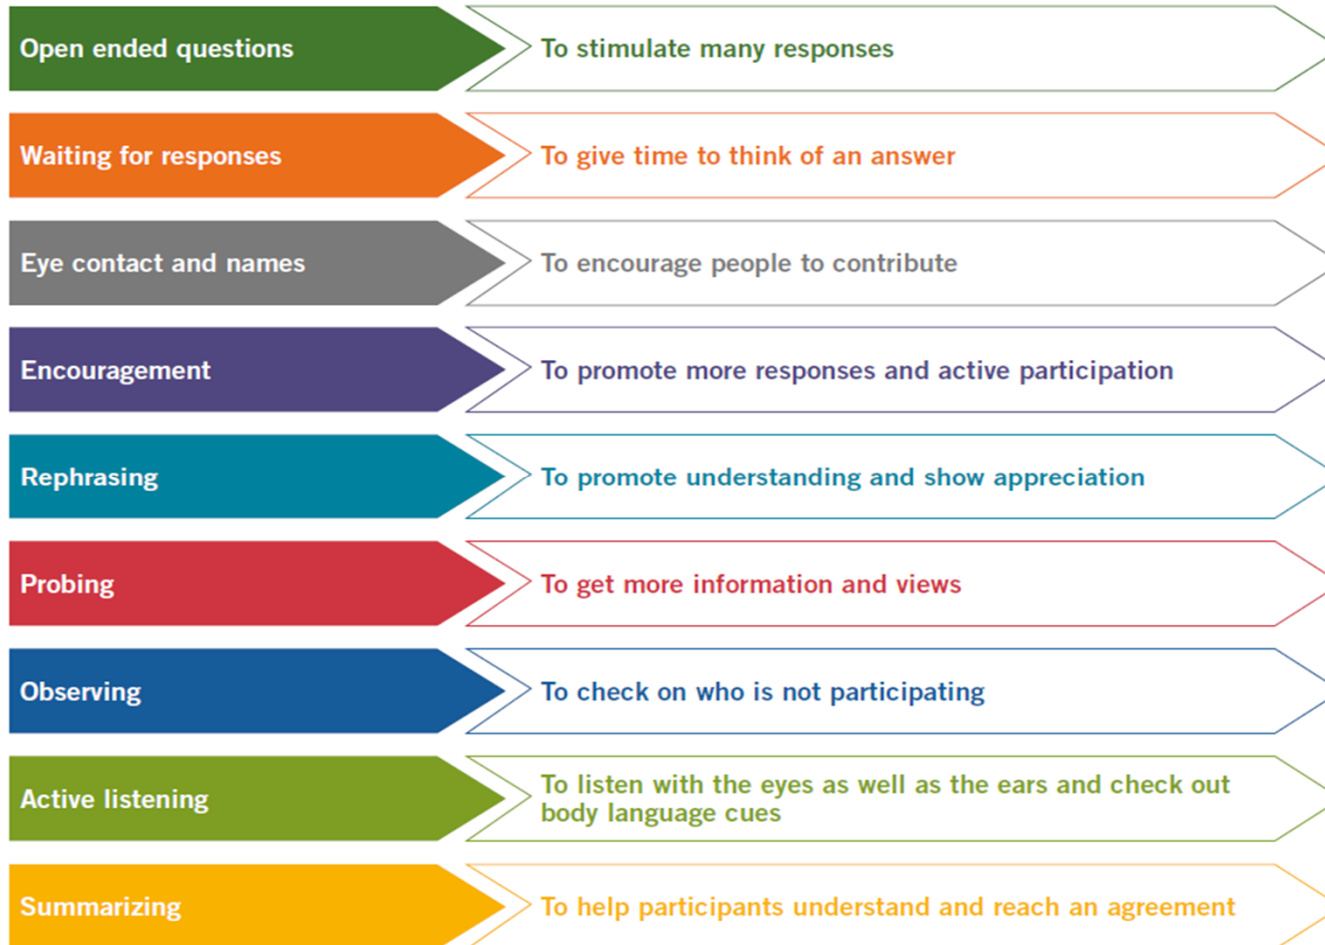 Open ended questions
To stimulate many responses
Waiting for responses
To give time to think of an answer
Eye contact and names
To encourage people to contribute
Encouragement
To promote more responses and active participation
Rephrasing
To promote understanding and show appreciation
Probing
To get more information and views
Observing
To check on who is not participating
Active listening
To listen with the eyes as well as the ears and check out
body language cues
Summarizing
To help participants understand and reach an agreement